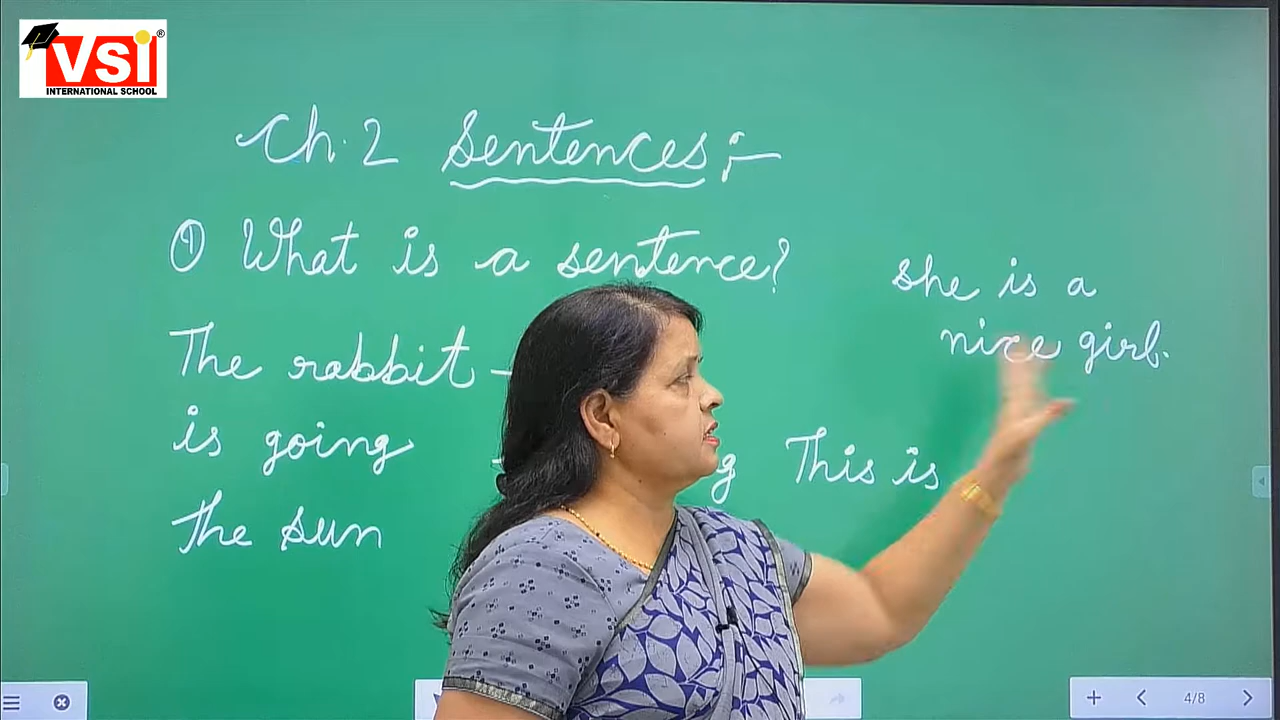 VSI®
INTERNATIONAL SCHOOL
Ch. 2 Sentences :-
① What is a sentence?
She is a
nice girl.
The rabbit -
is going
This is
The sun
4/8